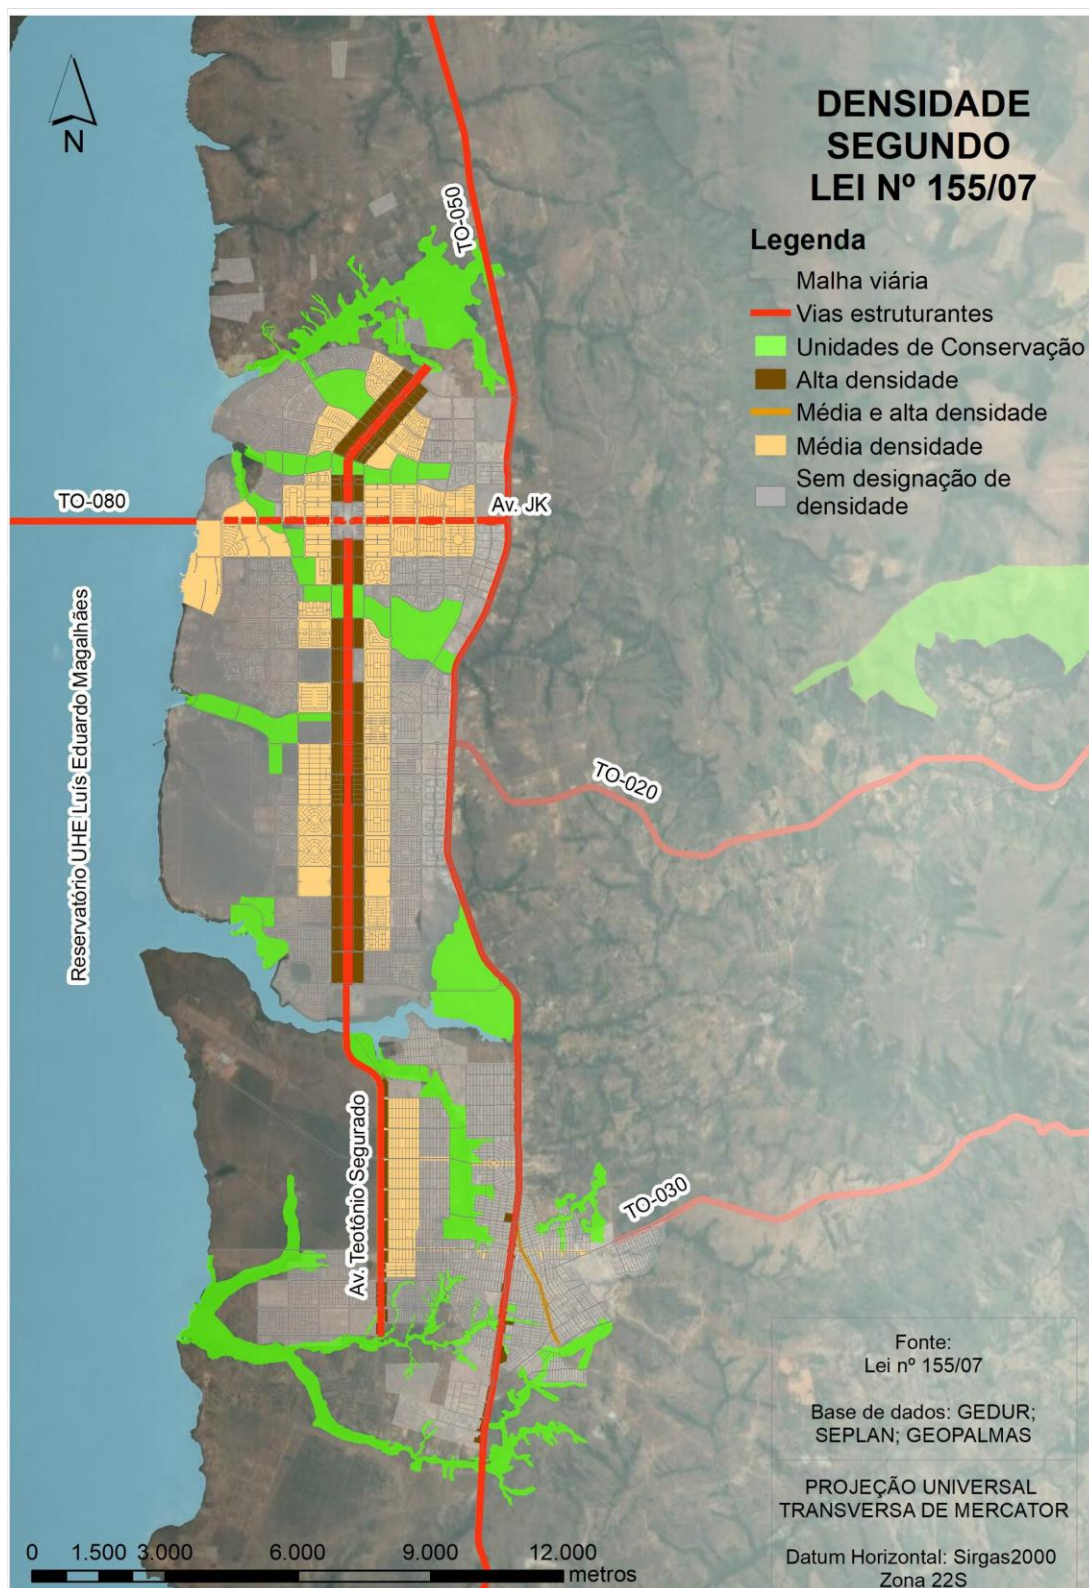 DENSIDADE
SEGUNDO
LEI Nº 155/07
Legenda
Malha viária
Vias estruturantes
Unidades de Conservação
Alta densidade
Média e alta densidade
Média densidade
Sem designação de
densidade
N
TO-050
TO-080
Av. JK
Reservatório UHE Luís Eduardo Magalhães
TO-020
Av. Teotônio Segurado
TO-030
Fonte:
Lei nº 155/07
Base de dados: GEDUR;
SEPLAN; GEOPALMAS
PROJEÇÃO UNIVERSAL
TRANSVERSA DE MERCATOR
Datum Horizontal: Sirgas2000
Zona 22S
0 1.500 3.000 6.000 9.000 12.000
metros